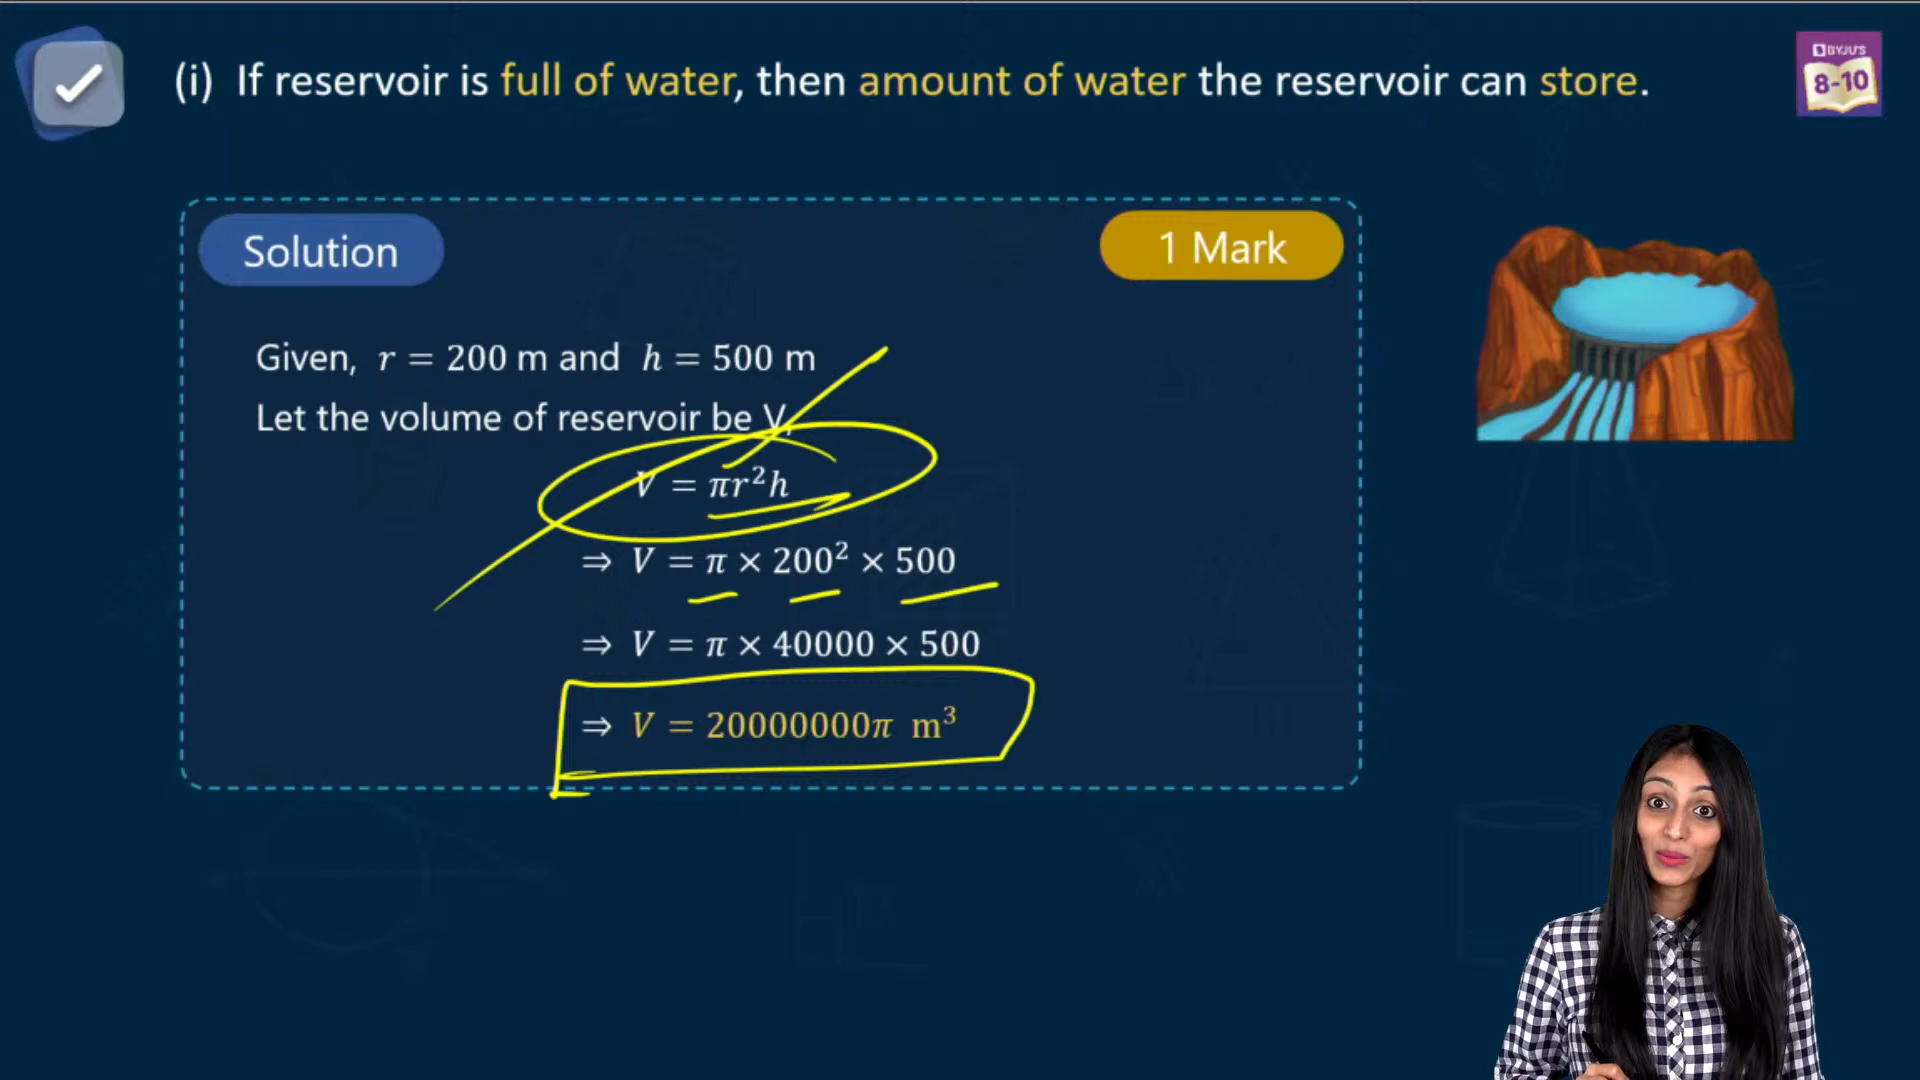 (i) If reservoir is full of water, then amount of water the reservoir can store.
BYJU'S
8-10
Solution
1 Mark
Given, r = 200 m and h = 500 m
Let the volume of reservoir be V,
V = πr²h
⇒ V = π × 200² × 500
⇒ V = π × 40000 × 500
⇒ V = 20000000π m³